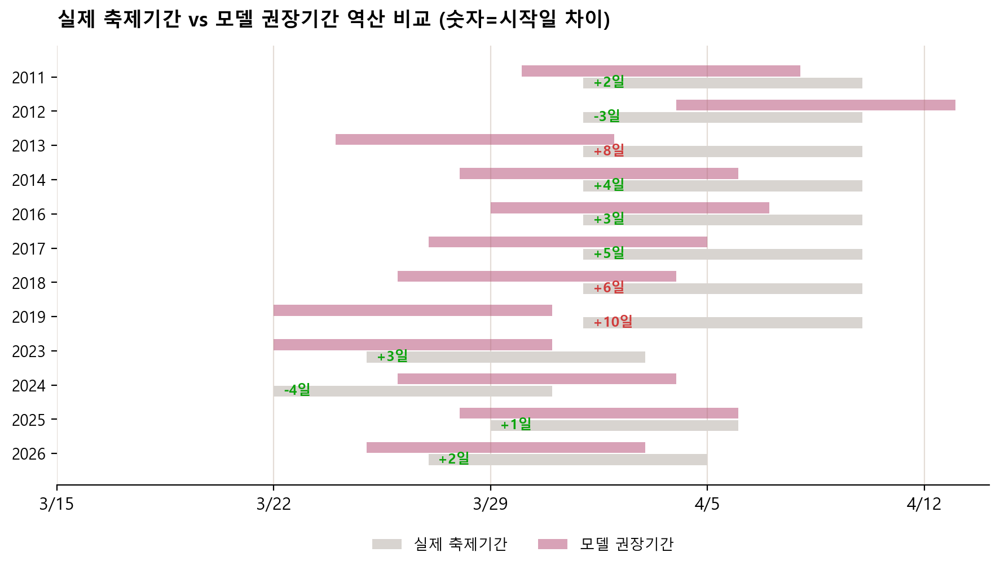 실제 축제기간 vs 모델 권장기간 역산 비교 (숫자=시작일 차이)
2011 +2일
2012 -3일
2013 +8일
2014 +4일
2016 +3일
2017 +5일
2018 +6일
2019 +10일
2023 +3일
2024 -4일
2025 +1일
2026 +2일
3/15 3/22 3/29 4/5 4/12
실제 축제기간 모델 권장기간